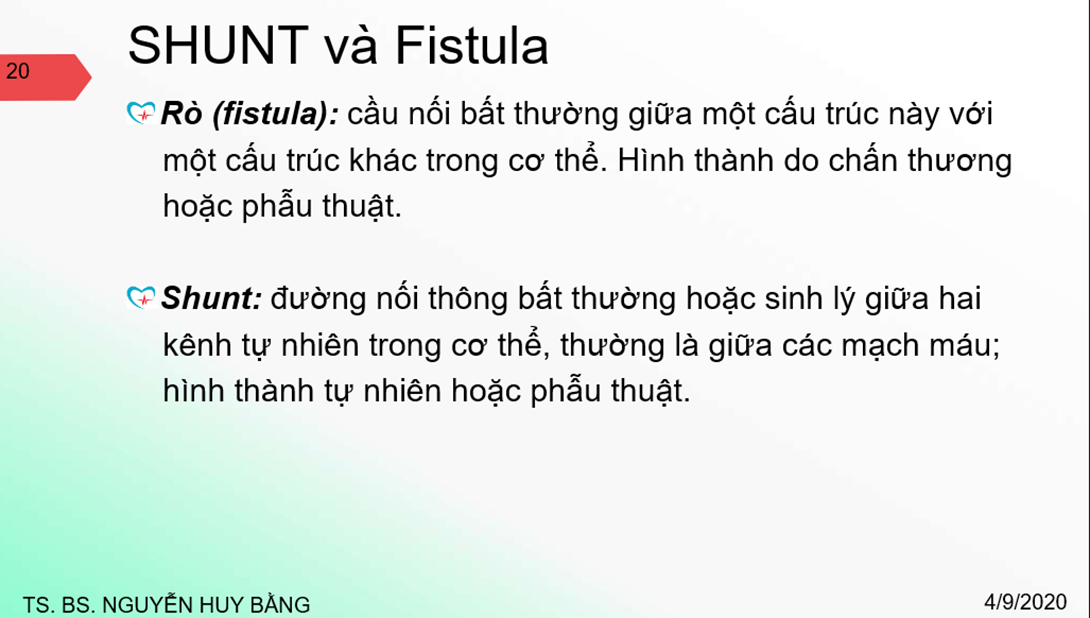 SHUNT và Fistula
20
Rò (fistula): cầu nối bất thường giữa một cấu trúc này với
một cấu trúc khác trong cơ thể. Hình thành do chấn thương
hoặc phẫu thuật.
Shunt: đường nối thông bất thường hoặc sinh lý giữa hai
kênh tự nhiên trong cơ thể, thường là giữa các mạch máu;
hình thành tự nhiên hoặc phẫu thuật.
TS. BS. NGUYỄN HUY BẰNG
4/9/2020